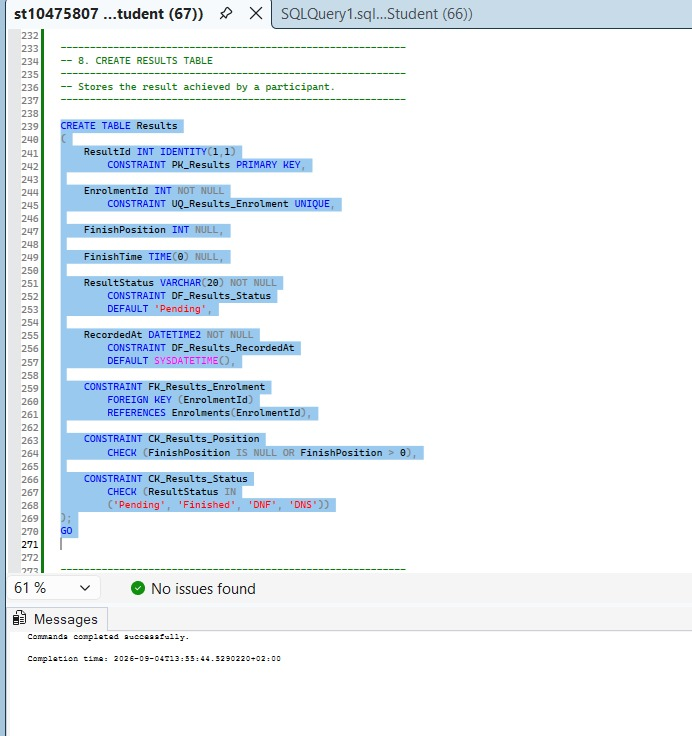 st10475807 ...tudent (67))
SQLQuery1.sql...Student (66))
232
233 --------------------------------------------------------
234 -- 8. CREATE RESULTS TABLE
235 --------------------------------------------------------
236 -- Stores the result achieved by a participant.
237 --------------------------------------------------------
238
239 CREATE TABLE Results
240 (
241 ResultId INT IDENTITY(1,1)
242 CONSTRAINT PK_Results PRIMARY KEY,
243
244 EnrolmentId INT NOT NULL
245 CONSTRAINT UQ_Results_Enrolment UNIQUE,
246
247 FinishPosition INT NULL,
248
249 FinishTime TIME(0) NULL,
250
251 ResultStatus VARCHAR(20) NOT NULL
252 CONSTRAINT DF_Results_Status
253 DEFAULT 'Pending',
254
255 RecordedAt DATETIME2 NOT NULL
256 CONSTRAINT DF_Results_RecordedAt
257 DEFAULT SYSDATETIME(),
258
259 CONSTRAINT FK_Results_Enrolment
260 FOREIGN KEY (EnrolmentId)
261 REFERENCES Enrolments(EnrolmentId),
262
263 CONSTRAINT CK_Results_Position
264 CHECK (FinishPosition IS NULL OR FinishPosition > 0),
265
266 CONSTRAINT CK_Results_Status
267 CHECK (ResultStatus IN
268 ('Pending', 'Finished', 'DNF', 'DNS'))
269 );
270 GO
271
272
273 --------------------------------------------------------
61 %
No issues found
Messages
Commands completed successfully.
Completion time: 2026-09-04T13:55:44.5290220+02:00